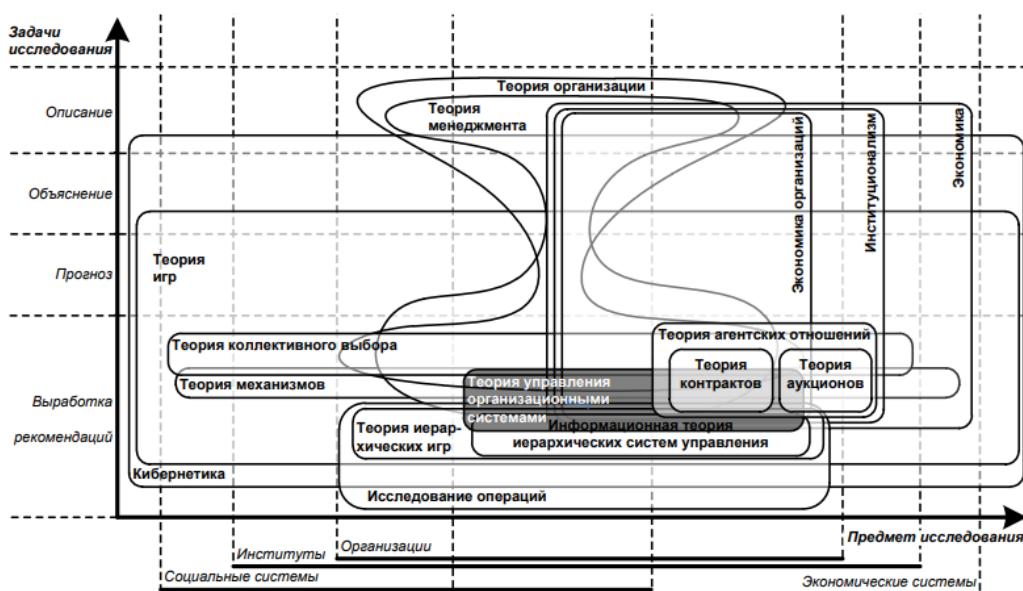 Задачи
исследования
Описание
Объяснение
Прогноз
Выработка
рекомендаций
Теория организации
Теория
менеджмента
Экономика организаций
Институционализм
Экономика
Теория
игр
Теория коллективного выбора
Теория механизмов
Теория управления
организационными
системами
Теория агентских отношений
Теория
контрактов
Теория
аукционов
Теория иерар-
хических игр
Информационная теория
иерархических систем управления
Кибернетика
Исследование операций
Предмет исследования
Организации
Институты
Социальные системы
Экономические системы